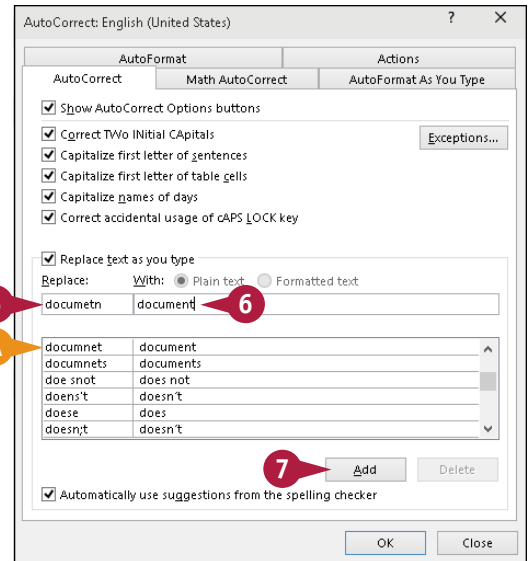 AutoCorrect: English (United States) ? ×
AutoFormat Actions
AutoCorrect Math AutoCorrect AutoFormat As You Type
Show AutoCorrect Options buttons
Correct TWo INitial CApitals Exceptions...
Capitalize first letter of sentences
Capitalize first letter of table cells
Capitalize names of days
Correct accidental usage of cAPS LOCK key
Replace text as you type
Replace: With: Plain text Formatted text
documetn document 6
documnet document
documnets documents
doe snot does not
doens't doesn't
doese does
doesn;t doesn't
7 Add Delete
Automatically use suggestions from the spelling checker
OK Close